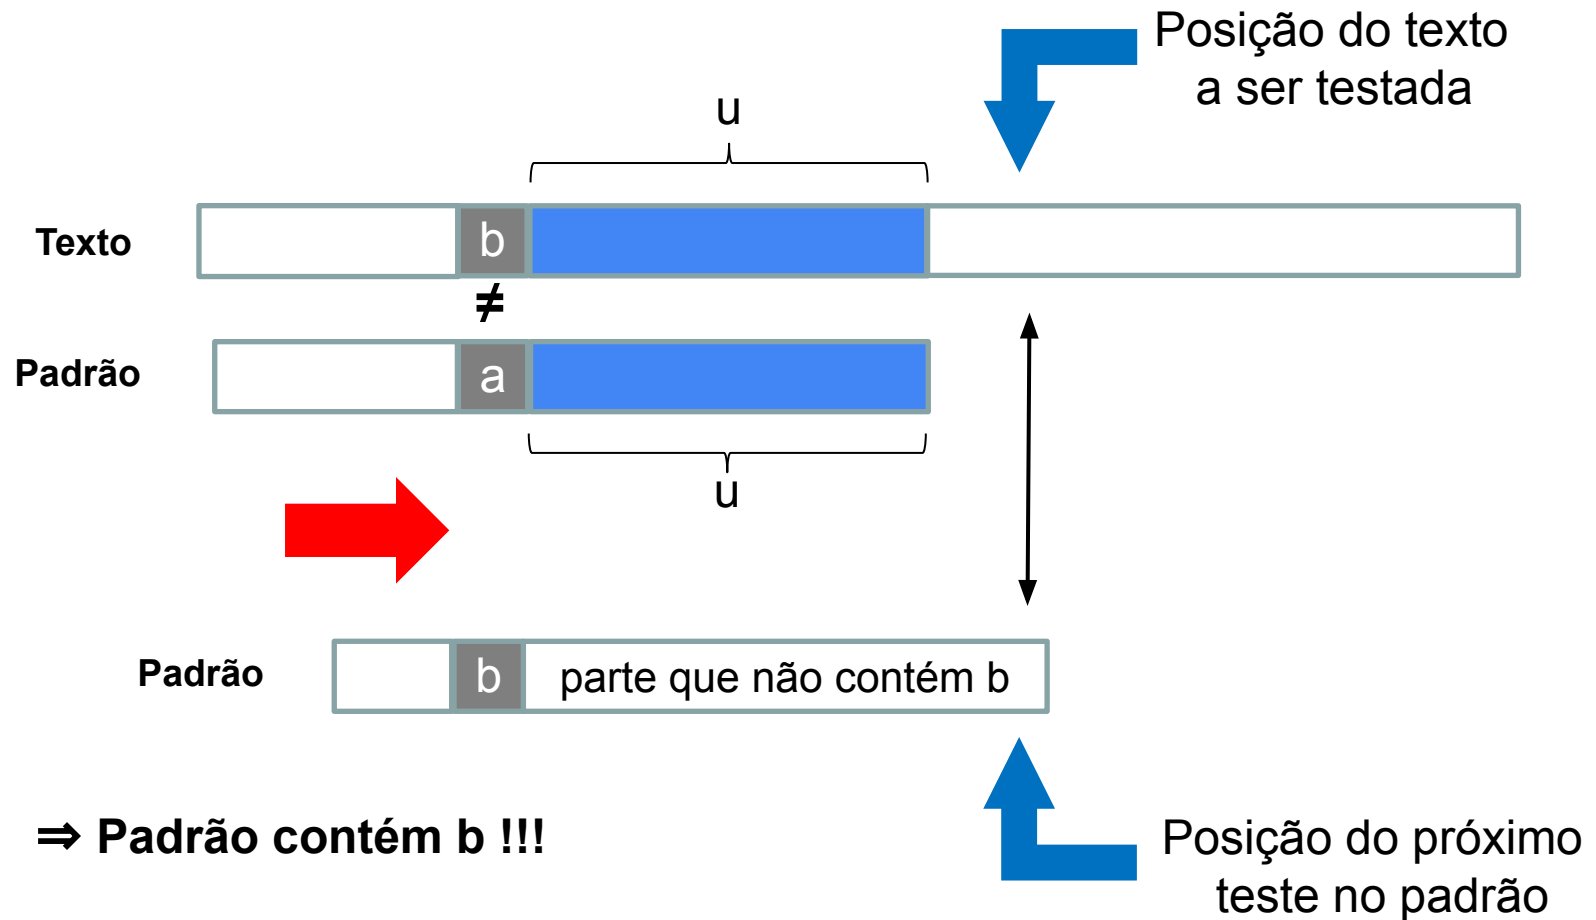 Posição do texto
a ser testada
u
Texto
b
≠
Padrão
a
u
Padrão
b
parte que não contém b
⇒ Padrão contém b !!!
Posição do próximo
teste no padrão